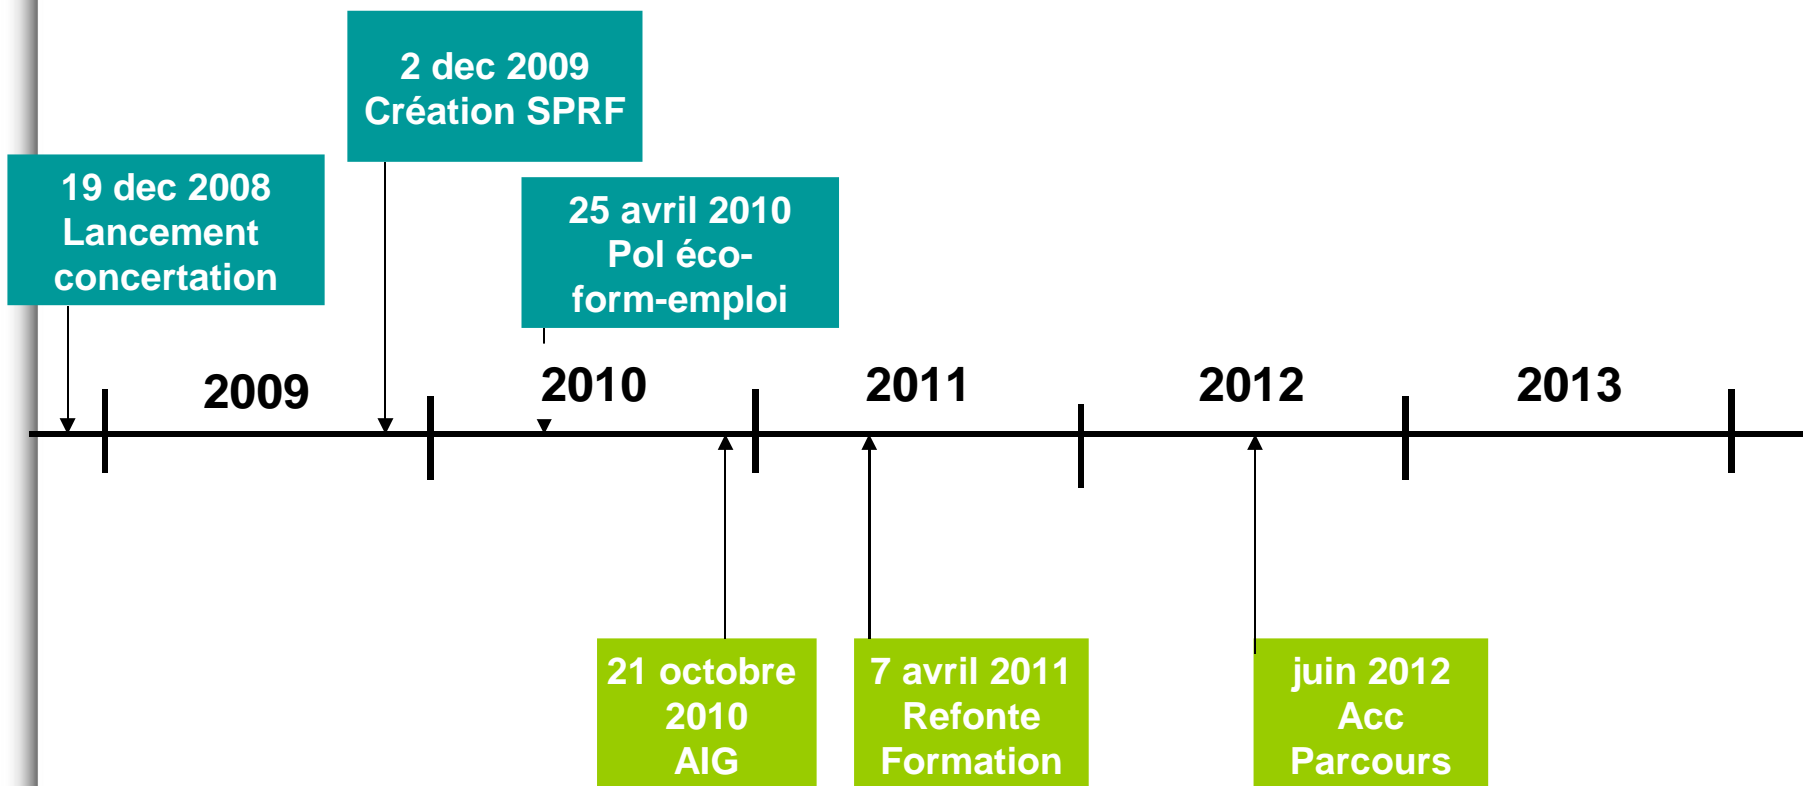 2 dec 2009
Création SPRF
19 dec 2008
Lancement
concertation
25 avril 2010
Pol éco-
form-emploi
2009
2010
2011
2012
2013
21 octobre
2010
AIG
7 avril 2011
Refonte
Formation
juin 2012
Acc
Parcours